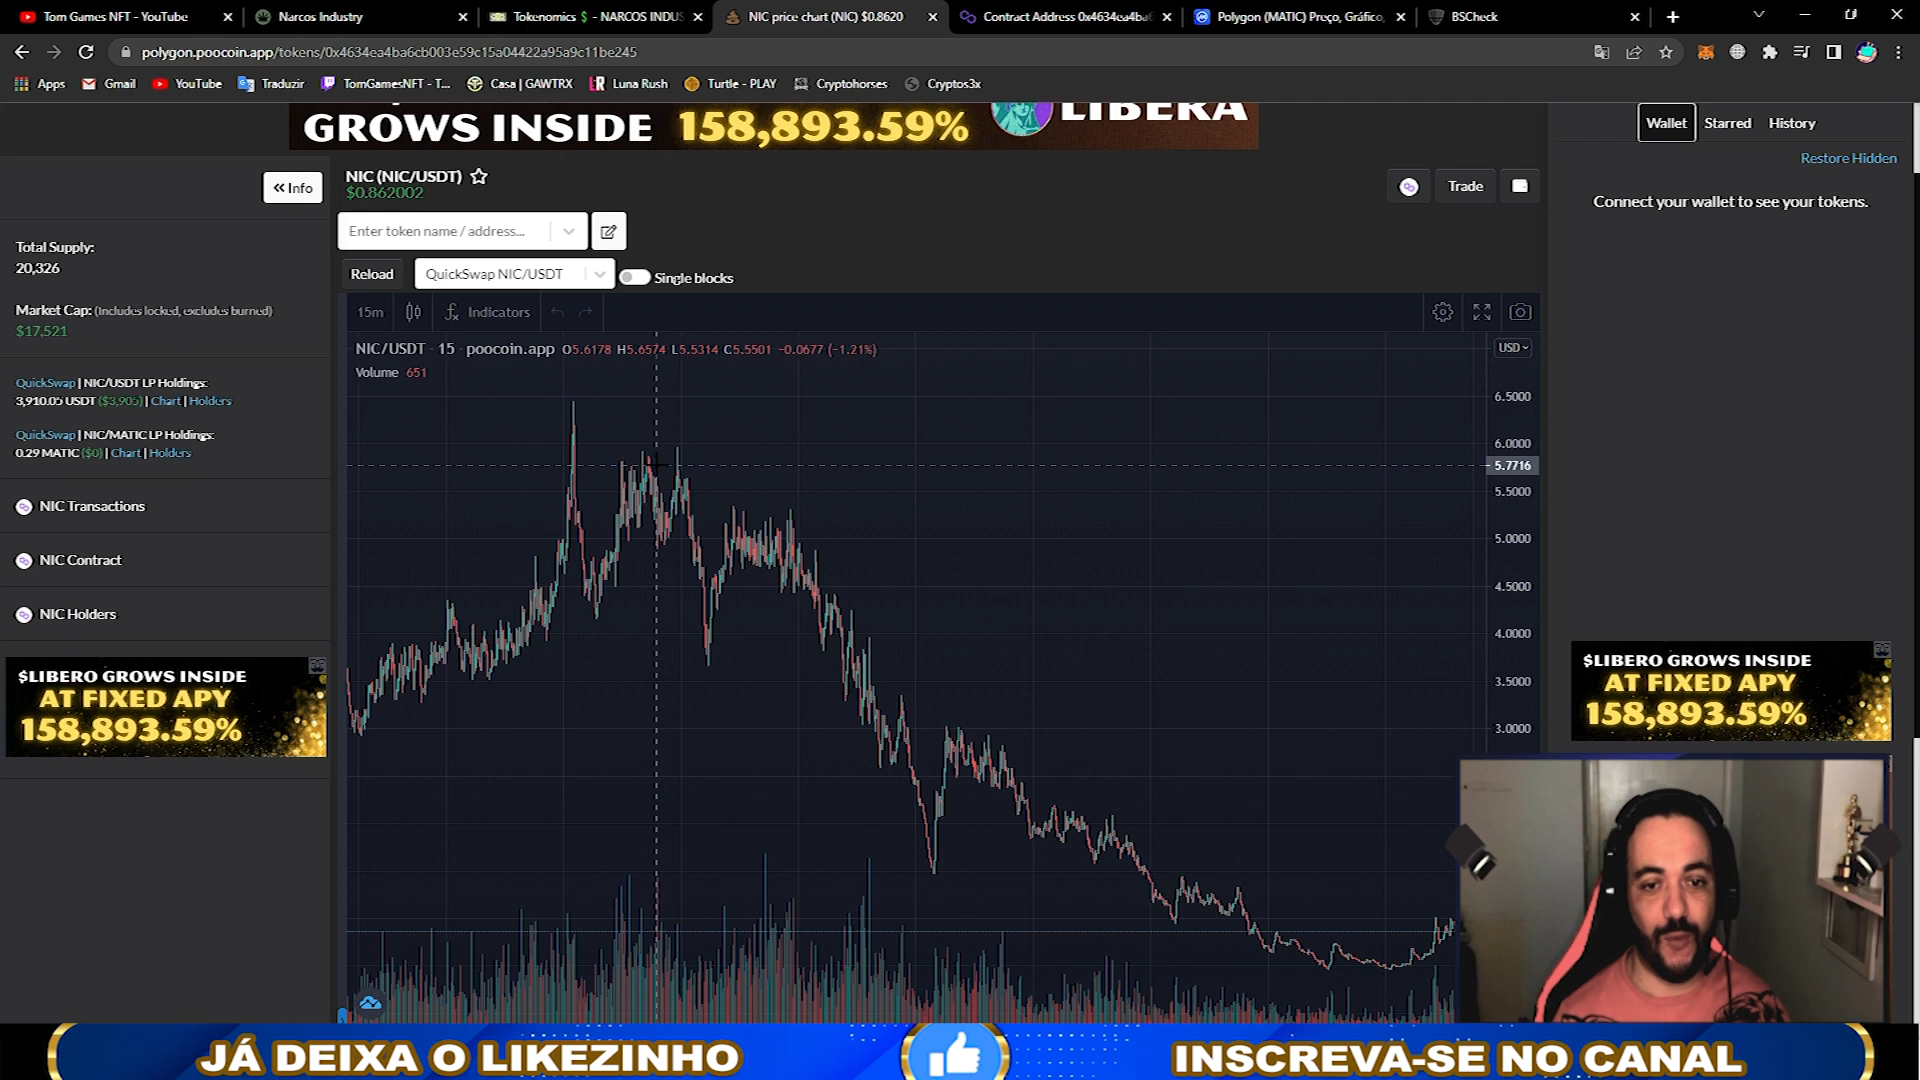 Tom Games NFT - YouTube
Narcos Industry
Tokenomics $ - NARCOS INDUS
NIC price chart (NIC) $0.8620
Contract Address 0x4634ea4ba6
Polygon (MATIC) Preço, Gráfico,
BSCheck
polygon.poocoin.app/tokens/0x4634ea4ba6cb003e59c15a04422a95a9c11be245
Apps
Gmail
YouTube
Traduzir
TomGamesNFT - T...
Casa | GAWTRX
Luna Rush
Turtle - PLAY
Cryptohorses
Cryptos3x
GROWS INSIDE 158,893.59%
LIBERA
Wallet
Starred
History
Restore Hidden
Connect your wallet to see your tokens.
Info
NIC (NIC/USDT)
$0.862002
Trade
Enter token name / address...
Reload
QuickSwap NIC/USDT
Single blocks
Total Supply:
20,326
Market Cap: (Includes locked, excludes burned)
$17,521
QuickSwap | NIC/USDT LP Holdings:
3,910.05 USDT ($3,905) | Chart | Holders
QuickSwap | NIC/MATIC LP Holdings:
0.29 MATIC ($0) | Chart | Holders
NIC Transactions
NIC Contract
NIC Holders
15m
Indicators
NIC/USDT · 15 · poocoin.app O5.6178 H5.6574 L5.5314 C5.5501 -0.0677 (-1.21%)
Volume 651
USD
6.5000
6.0000
5.7716
5.5000
5.0000
4.5000
4.0000
3.5000
3.0000
$LIBERO GROWS INSIDE
AT FIXED APY
158,893.59%
$LIBERO GROWS INSIDE
AT FIXED APY
158,893.59%
JÁ DEIXA O LIKEZINHO
INSCREVA-SE NO CANAL